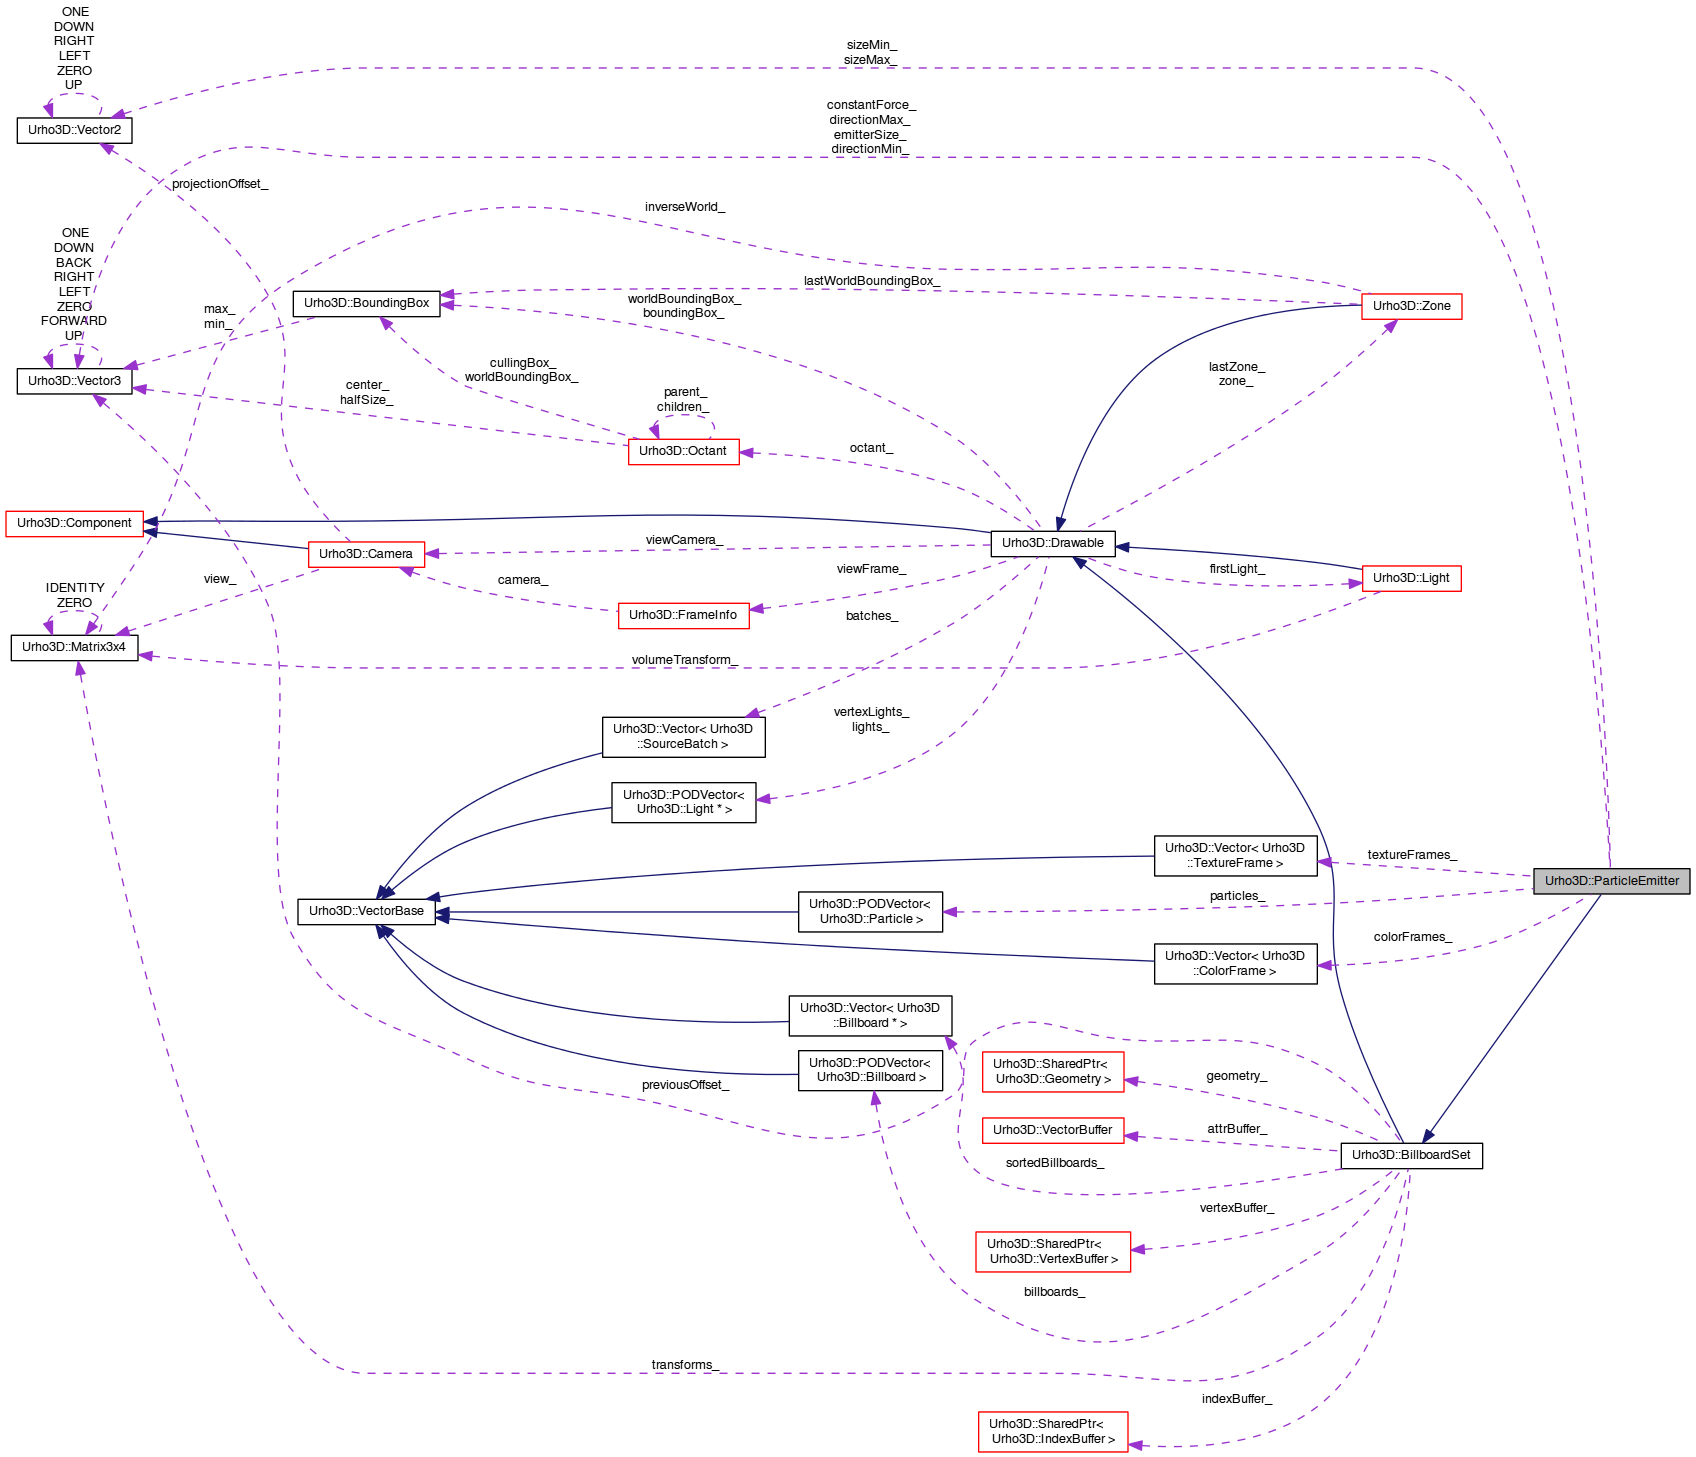 ONE
DOWN
RIGHT
LEFT
ZERO
UP
sizeMin_
sizeMax_
Urho3D::Vector2
constantForce_
directionMax_
emitterSize_
directionMin_
projectionOffset_
inverseWorld_
ONE
DOWN
BACK
RIGHT
LEFT
ZERO
FORWARD
UP
max_
min_
Urho3D::BoundingBox
lastWorldBoundingBox_
worldBoundingBox_
boundingBox_
Urho3D::Zone
Urho3D::Vector3
center_
halfSize_
cullingBox_
worldBoundingBox_
parent_
children_
lastZone_
zone_
Urho3D::Octant
octant_
Urho3D::Component
Urho3D::Camera
viewCamera_
Urho3D::Drawable
view_
camera_
viewFrame_
firstLight_
Urho3D::Light
IDENTITY
ZERO
Urho3D::FrameInfo
batches_
Urho3D::Matrix3x4
volumeTransform_
Urho3D::Vector< Urho3D
::SourceBatch >
vertexLights_
lights_
Urho3D::PODVector<
Urho3D::Light * >
Urho3D::Vector< Urho3D
::TextureFrame >
textureFrames_
Urho3D::ParticleEmitter
Urho3D::VectorBase
Urho3D::PODVector<
Urho3D::Particle >
particles_
colorFrames_
Urho3D::Vector< Urho3D
::ColorFrame >
Urho3D::Vector< Urho3D
::Billboard * >
Urho3D::PODVector<
Urho3D::Billboard >
previousOffset_
Urho3D::SharedPtr<
Urho3D::Geometry >
geometry_
Urho3D::VectorBuffer
attrBuffer_
Urho3D::BillboardSet
sortedBillboards_
vertexBuffer_
Urho3D::SharedPtr<
Urho3D::VertexBuffer >
billboards_
transforms_
indexBuffer_
Urho3D::SharedPtr<
Urho3D::IndexBuffer >